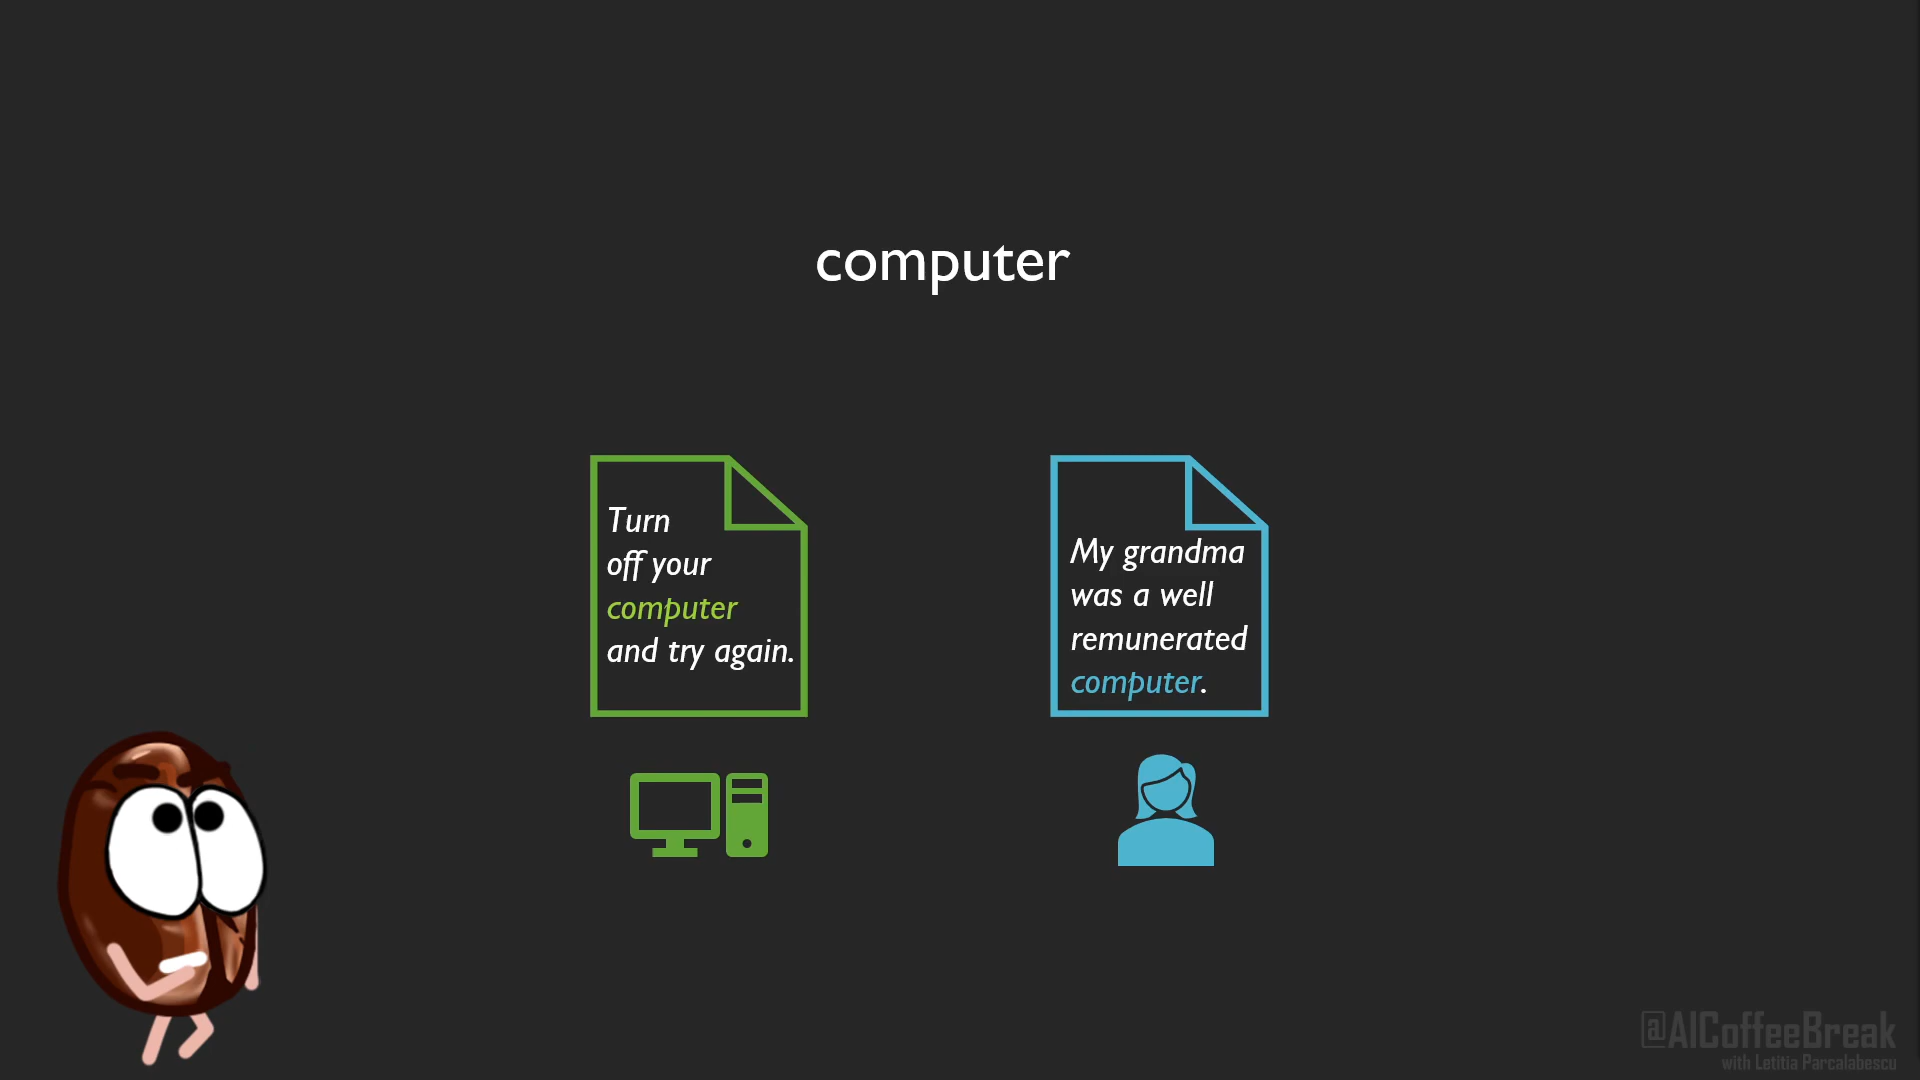 computer
Turn
off your
computer
and try again.
My grandma
was a well
remunerated
computer.
@AICoffeeBreak
with Letitia Parcalabescu